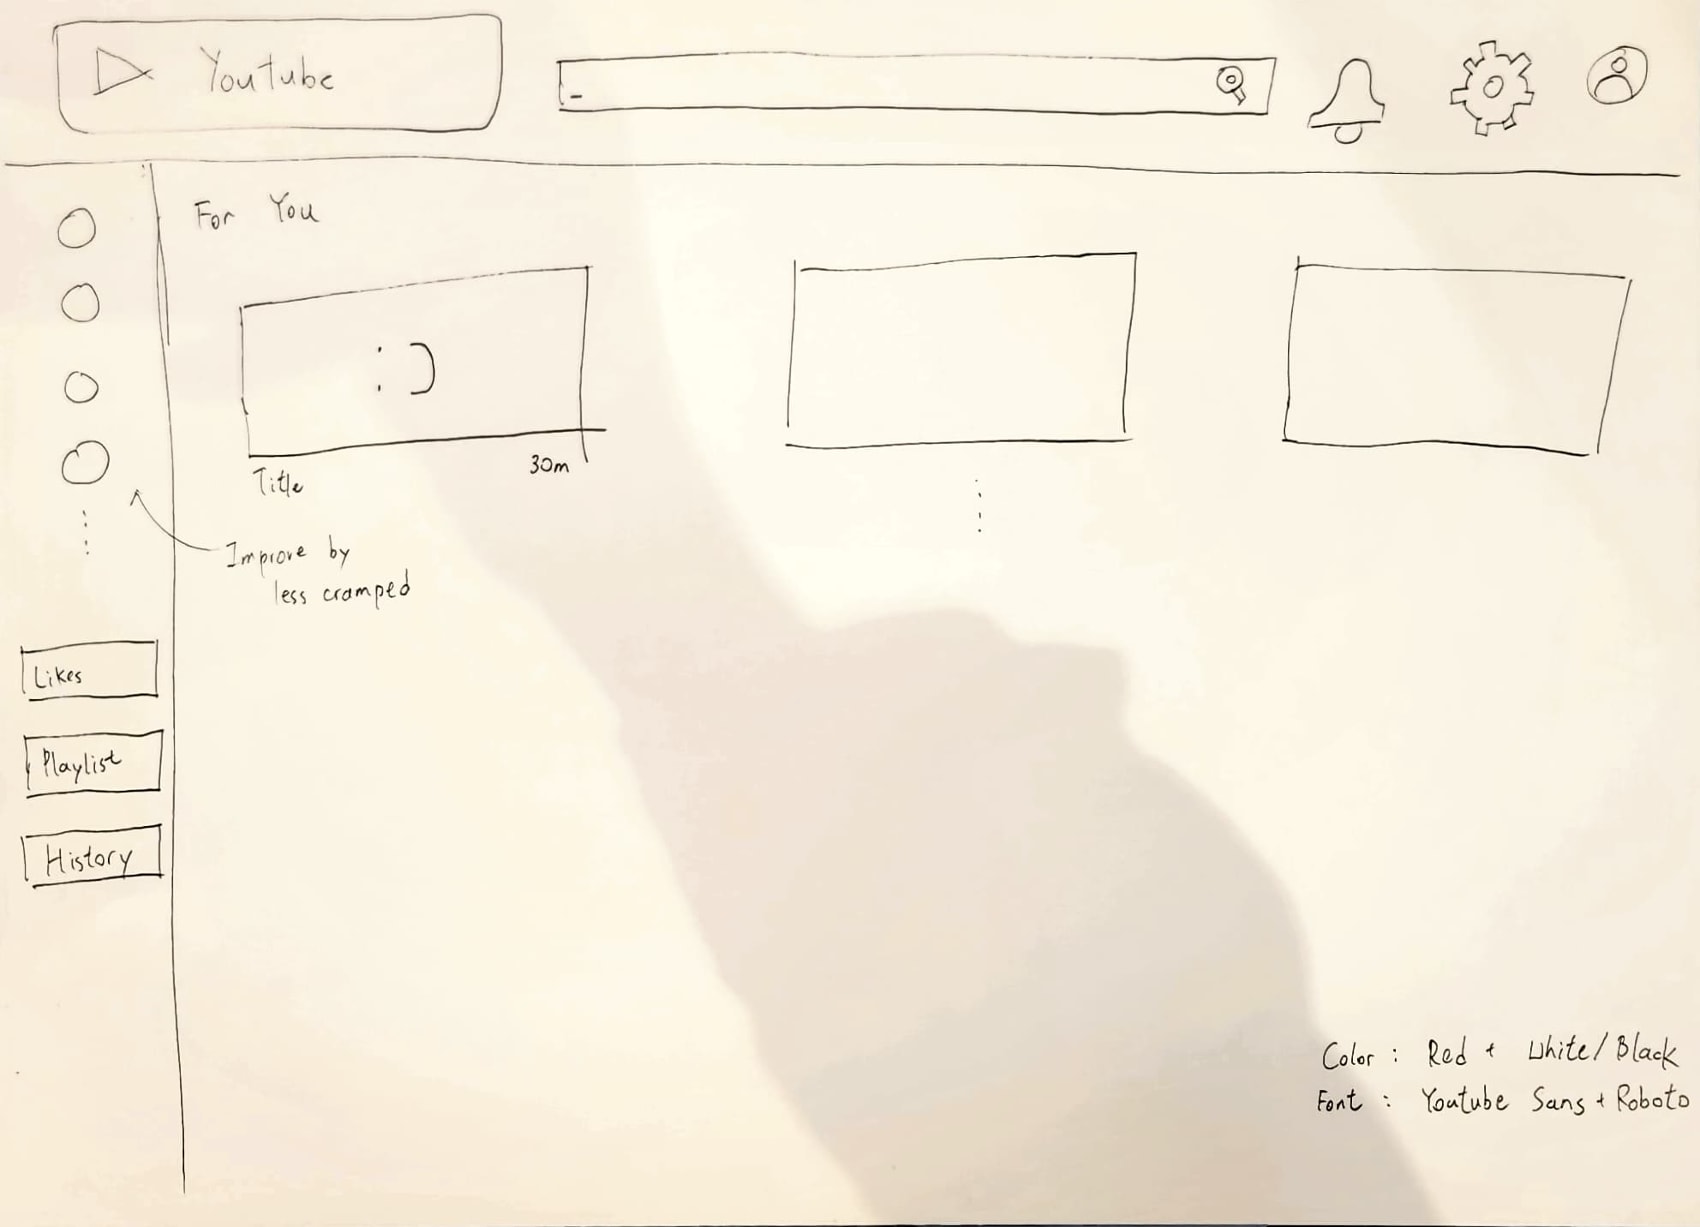 Youtube
For You
:)
Title
30m
Improve by
less cramped
Likes
Playlist
History
Color : Red + White/Black
Font : Youtube Sans + Roboto